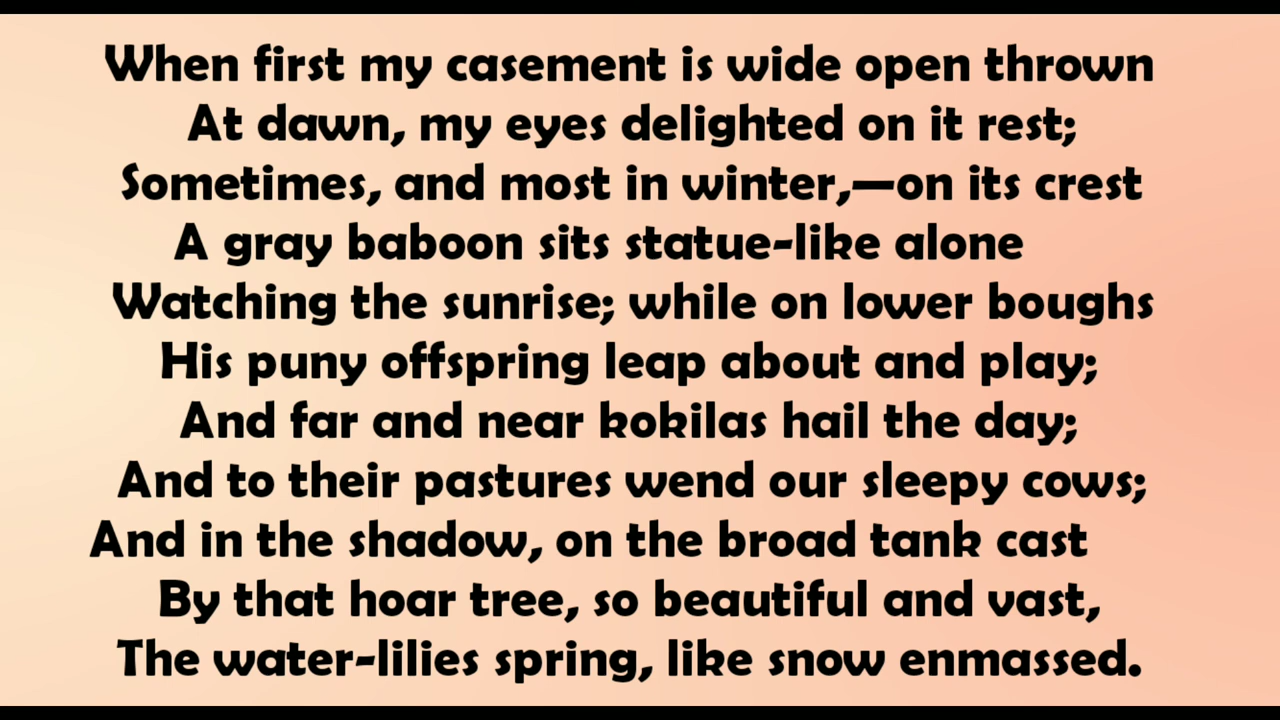 When first my casement is wide open thrown
At dawn, my eyes delighted on it rest;
Sometimes, and most in winter,—on its crest
A gray baboon sits statue-like alone
Watching the sunrise; while on lower boughs
His puny offspring leap about and play;
And far and near kokilas hail the day;
And to their pastures wend our sleepy cows;
And in the shadow, on the broad tank cast
By that hoar tree, so beautiful and vast,
The water-lilies spring, like snow enmassed.